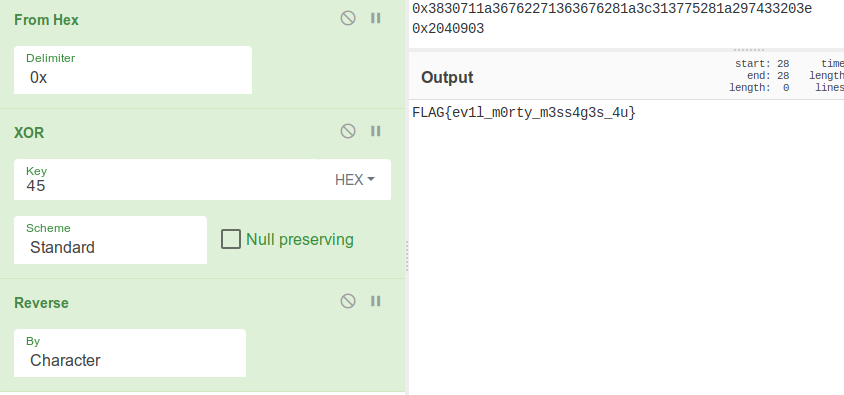 From Hex
Delimiter
0x
XOR
Key
45
HEX
Scheme
Standard
Null preserving
Reverse
By
Character
0x3830711a36762271363676281a3c313775281a297433203e
0x2040903
Output
start: 28
end: 28
length: 0
time
length
lines
FLAG{ev1l_m0rty_m3ss4g3s_4u}